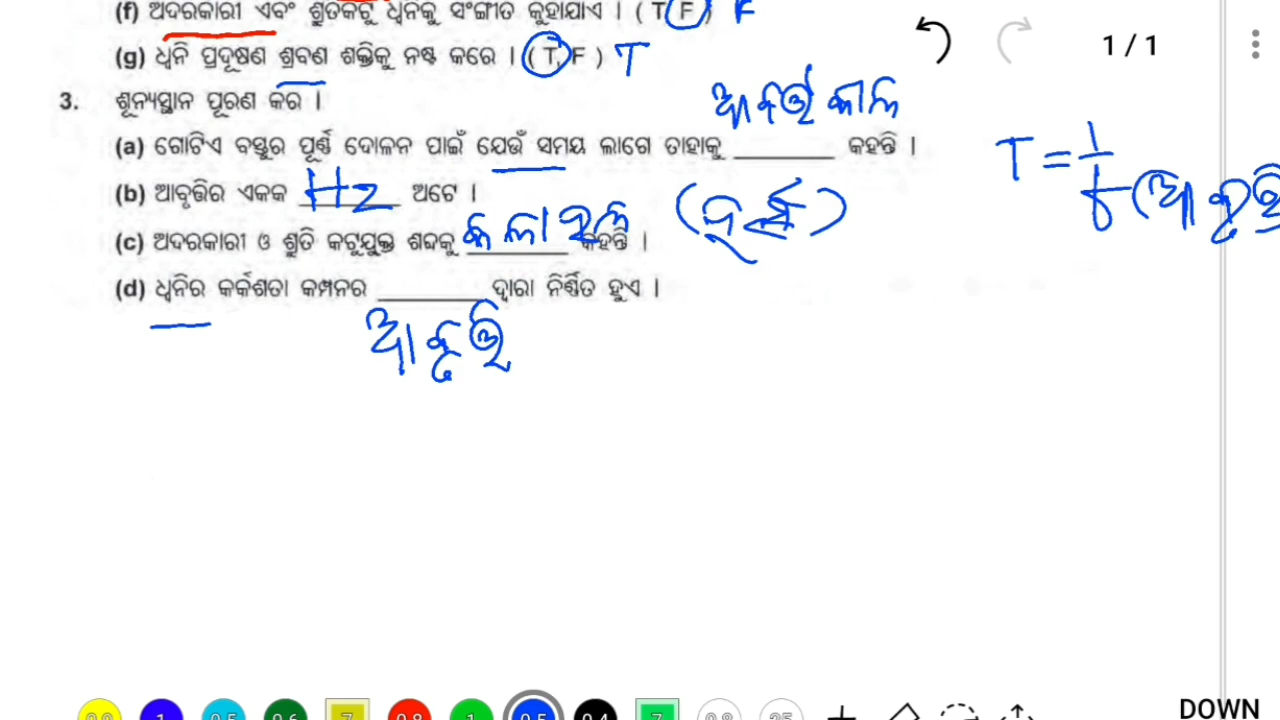 (f) ଅଦରକାରୀ ଏବଂ ଶ୍ରୁତିକଟୁ ଧ୍ୱନିକୁ ସଂଙ୍ଗୀତ କୁହାଯାଏ । ( T, F ) F
(g) ଧ୍ୱନି ପ୍ରଦୂଷଣ ଶ୍ରବଣ ଶକ୍ତିକୁ ନଷ୍ଟ କରେ । ( T, F ) T
1 / 1
3. ଶୂନ୍ୟସ୍ଥାନ ପୂରଣ କର ।
ଆବର୍ତ୍ତ କାଳ
(a) ଗୋଟିଏ ବସ୍ତୁର ପୂର୍ଣ୍ଣ ଦୋଳନ ପାଇଁ ଯେଉଁ ସମୟ ଲାଗେ ତାହାକୁ ________ କହନ୍ତି ।
T = 1/f (ଆବୃତ୍ତି
(b) ଆବୃତ୍ତିର ଏକକ Hz ଅଟେ । (ହର୍ଜ)
(c) ଅଦରକାରୀ ଓ ଶ୍ରୁତି କଟୁଯୁକ୍ତ ଶବ୍ଦକୁ କହନ୍ତି ।
(d) ଧ୍ୱନିର କର୍କଶତା କମ୍ପନର ________ ଦ୍ୱାରା ନିର୍ଣ୍ଣିତ ହୁଏ ।
ଆବୃତ୍ତି
DOWN